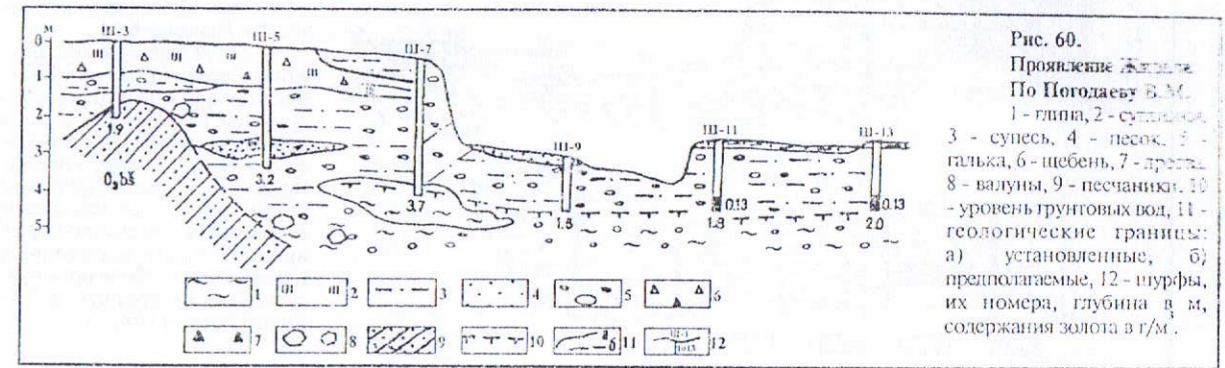 м
0
1
2
3
4
5
Ш-3
Ш-5
Ш-7
Ш-9
Ш-11
Ш-13
1.9
3.2
3.7
1.8
0.13
0.13
2.0
1
2
3
4
5
6
7
8
9
10
а
б
11
12
Рис. 60.
Проявление
По Погодаеву В.М.
1 - глина, 2 -
3 - супесь, 4 - песок, 5 -
галька, 6 - щебень, 7 -
8 - валуны, 9 - песчаники, 10
- уровень грунтовых вод, 11 -
геологические границы:
а) установленные, б)
предполагаемые, 12 - шурфы,
их номера, глубина в м,
содержания золота в г/м³.